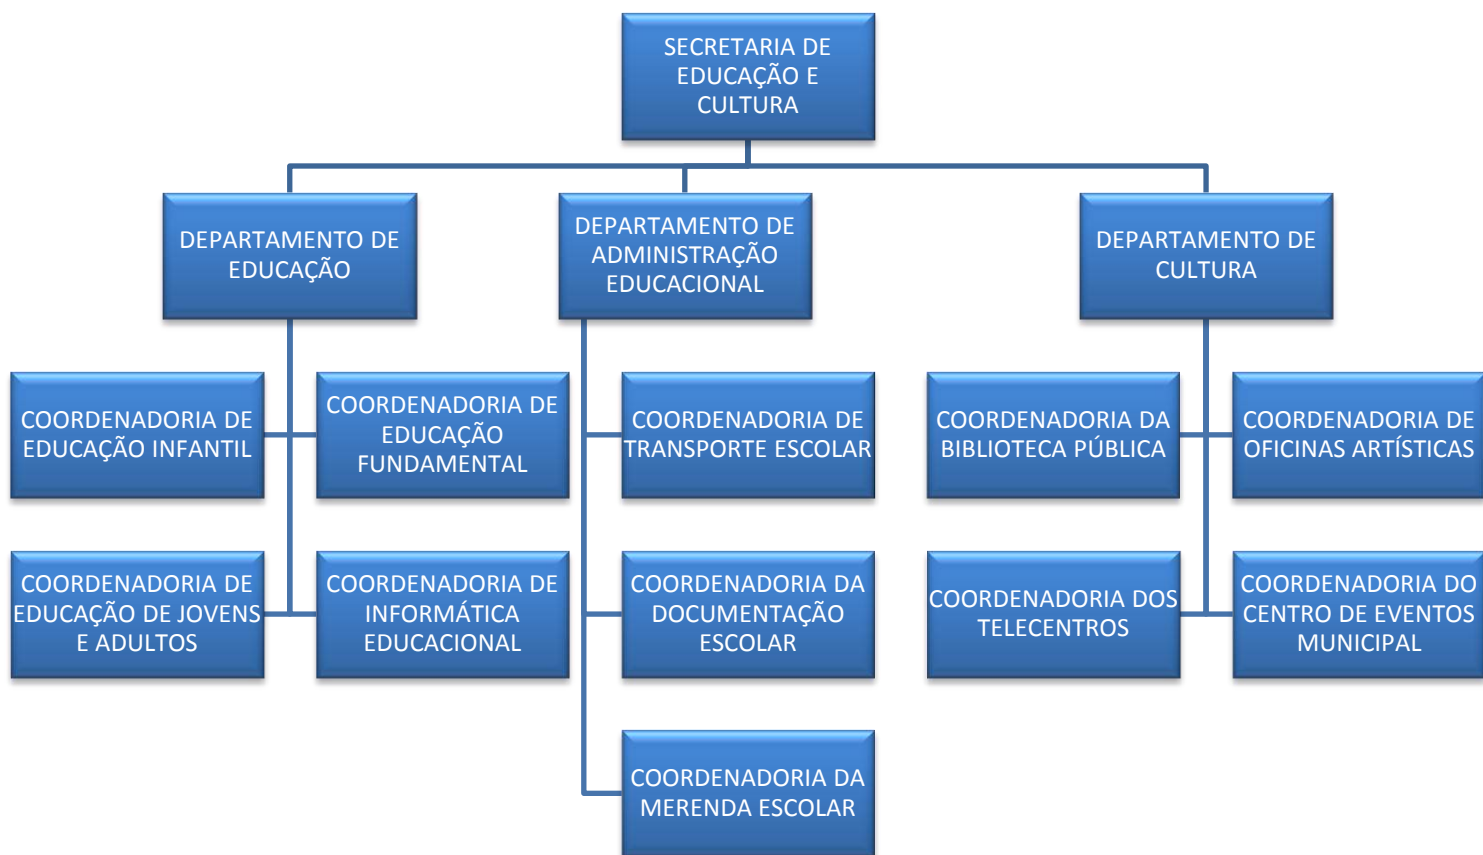 SECRETARIA DE
EDUCAÇÃO E
CULTURA
DEPARTAMENTO DE
EDUCAÇÃO
DEPARTAMENTO DE
ADMINISTRAÇÃO
EDUCACIONAL
DEPARTAMENTO DE
CULTURA
COORDENADORIA DE
EDUCAÇÃO INFANTIL
COORDENADORIA DE
EDUCAÇÃO
FUNDAMENTAL
COORDENADORIA DE
TRANSPORTE ESCOLAR
COORDENADORIA DA
BIBLIOTECA PÚBLICA
COORDENADORIA DE
OFICINAS ARTÍSTICAS
COORDENADORIA DE
EDUCAÇÃO DE JOVENS
E ADULTOS
COORDENADORIA DE
INFORMÁTICA
EDUCACIONAL
COORDENADORIA DA
DOCUMENTAÇÃO
ESCOLAR
COORDENADORIA DOS
TELECENTROS
COORDENADORIA DO
CENTRO DE EVENTOS
MUNICIPAL
COORDENADORIA DA
MERENDA ESCOLAR